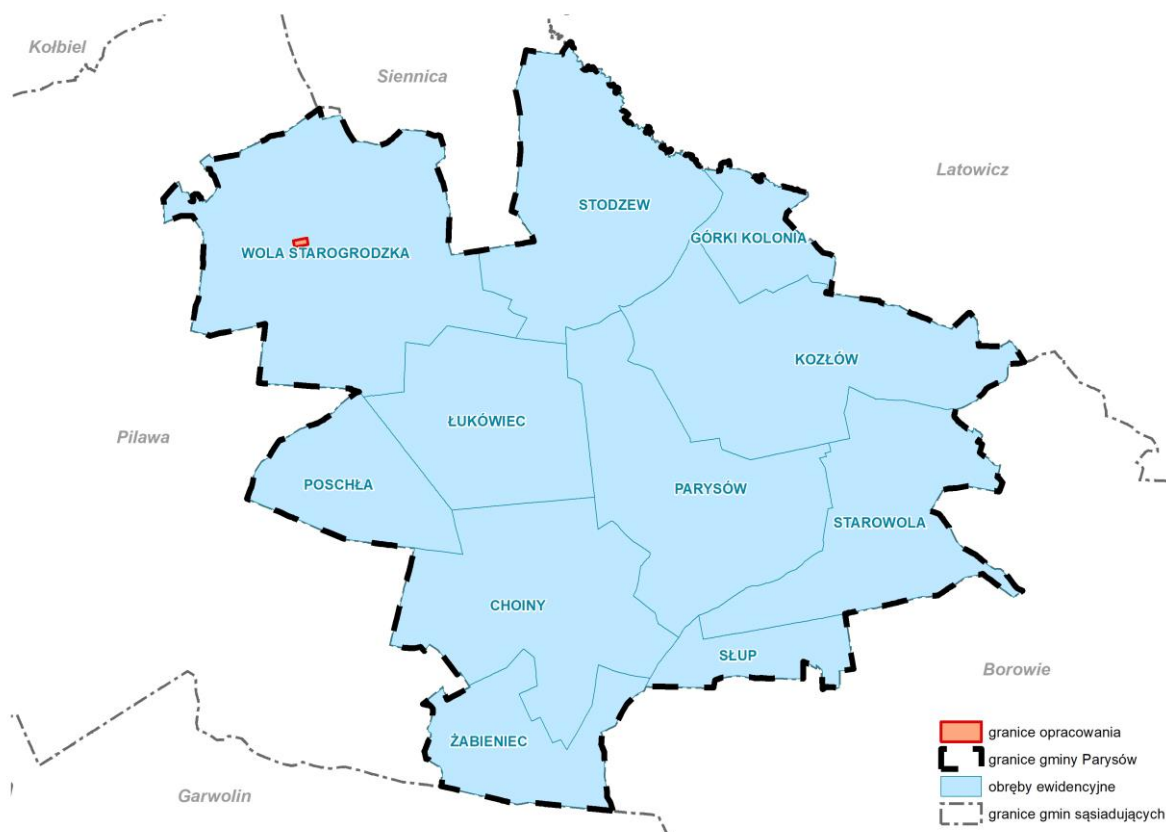 Kołbiel
Siennica
Latowicz
STODZEW
GÓRKI KOLONIA
WOLA STAROGRODZKA
KOZŁÓW
ŁUKÓWIEC
Pilawa
POSCHŁA
PARYSÓW
STAROWOLA
CHOINY
SŁUP
Borowie
ŻABIENIEC
Garwolin
granice opracowania
granice gminy Parysów
obręby ewidencyjne
granice gmin sąsiadujących